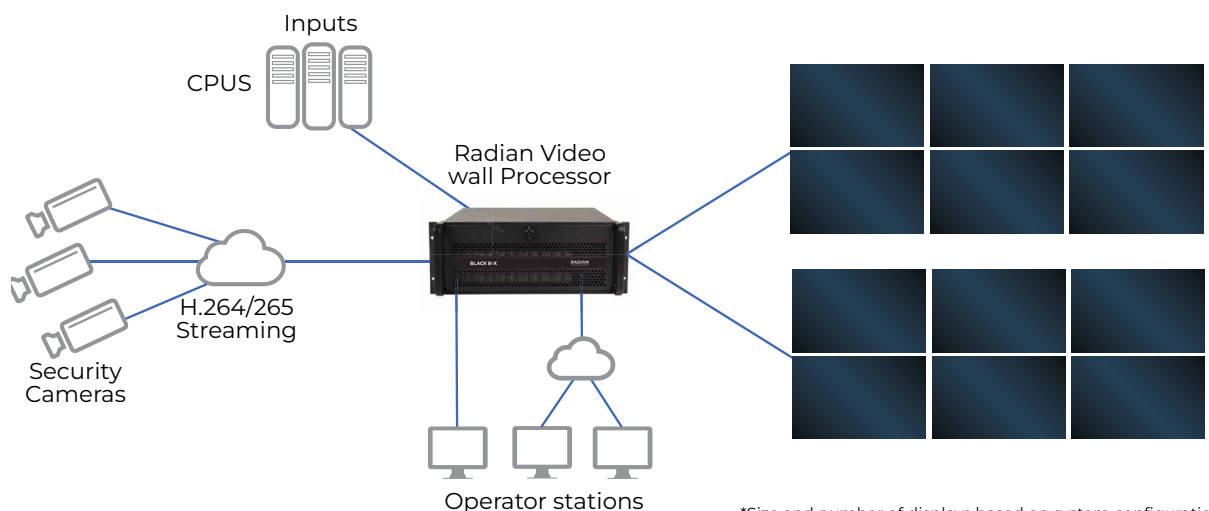 Inputs
CPUS
Radian Video
wall Processor
BLACK BOX
RADIAN
H.264/265
Streaming
Security
Cameras
Operator stations
*Size and number of displays based on system configuratio